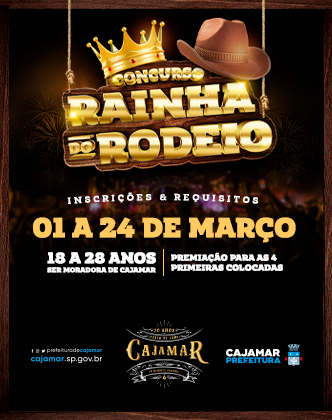 CONCURSO
RAINHA
DO RODEIO
INSCRIÇÕES & REQUISITOS
01 A 24 DE MARÇO
18 A 28 ANOS
SER MORADORA DE CAJAMAR
PREMIAÇÃO PARA AS 4
PRIMEIRAS COLOCADAS
prefeituradecajamar
cajamar.sp.gov.br
CAJAMAR
CAJAMAR
PREFEITURA